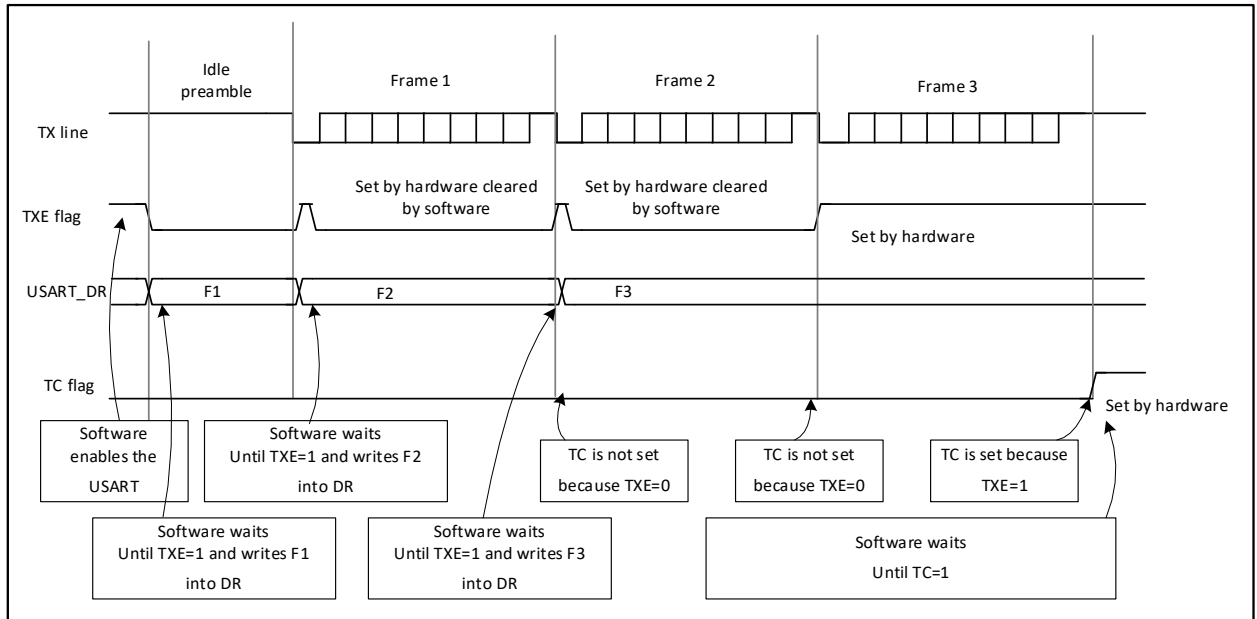 Idle
preamble
Frame 1
Frame 2
Frame 3
TX line
Set by hardware cleared
by software
Set by hardware cleared
by software
TXE flag
Set by hardware
USART_DR
F1
F2
F3
TC flag
Set by hardware
Software
enables the
USART
Software waits
Until TXE=1 and writes F2
into DR
TC is not set
because TXE=0
TC is not set
because TXE=0
TC is set because
TXE=1
Software waits
Until TXE=1 and writes F1
into DR
Software waits
Until TXE=1 and writes F3
into DR
Software waits
Until TC=1